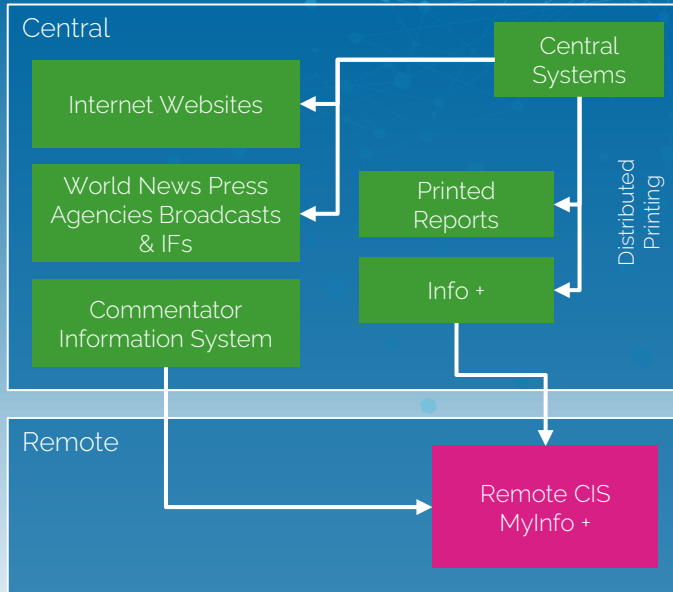 Central
Central
Systems
Internet Websites
World News Press
Agencies Broadcasts
& IFs
Printed
Reports
Distributed
Printing
Info +
Commentator
Information System
Remote
Remote CIS
MyInfo +